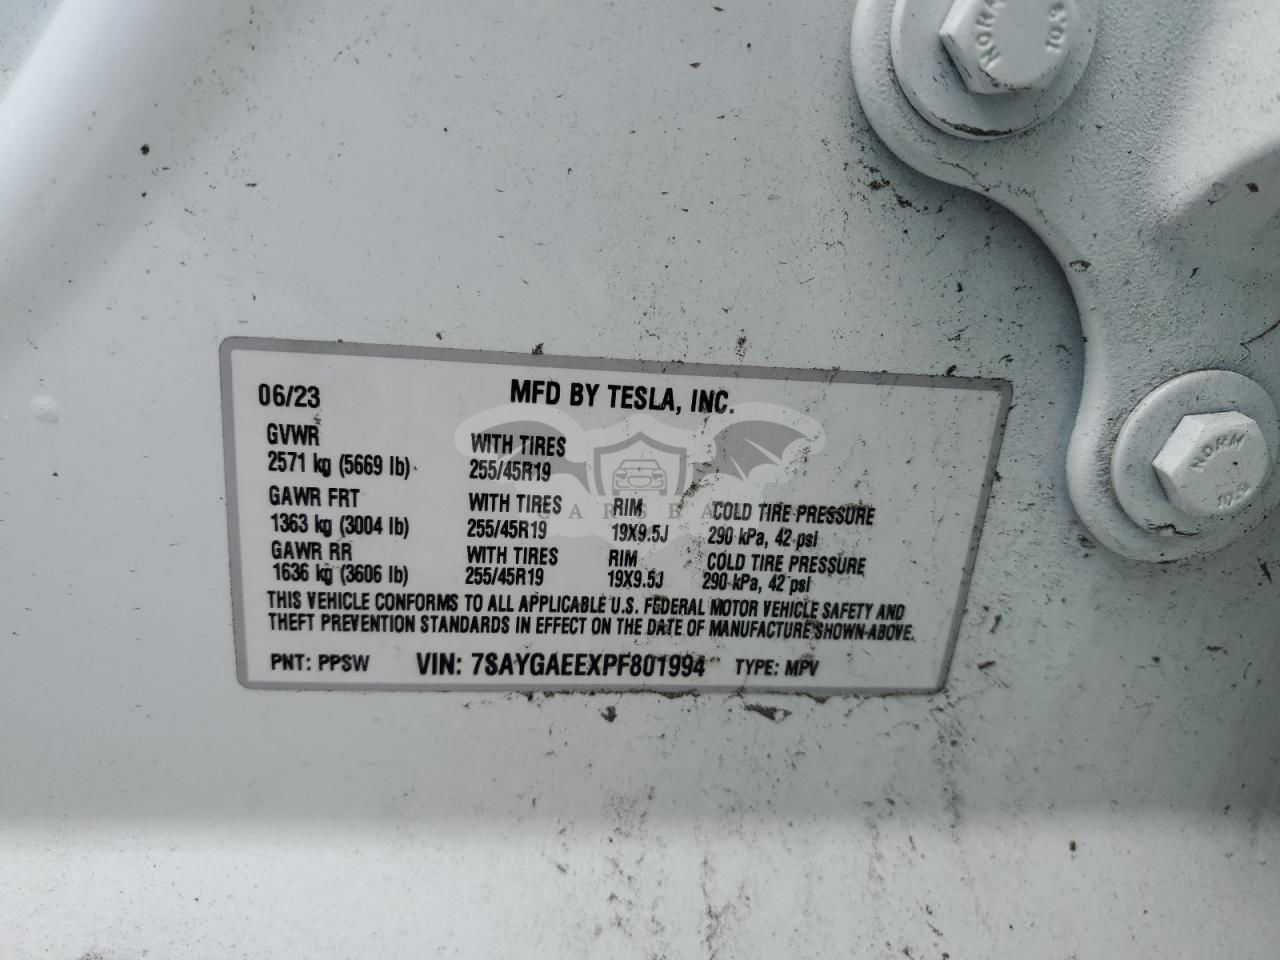 06/23 MFD BY TESLA, INC.
GVWR WITH TIRES
2571 kg (5669 lb) 255/45R19
GAWR FRT WITH TIRES RIM COLD TIRE PRESSURE
1363 kg (3004 lb) 255/45R19 19X9.5J 290 kPa, 42 psi
GAWR RR WITH TIRES RIM COLD TIRE PRESSURE
1636 kg (3606 lb) 255/45R19 19X9.5J 290 kPa, 42 psi
THIS VEHICLE CONFORMS TO ALL APPLICABLE U.S. FEDERAL MOTOR VEHICLE SAFETY AND
THEFT PREVENTION STANDARDS IN EFFECT ON THE DATE OF MANUFACTURE SHOWN ABOVE.
PNT: PPSW VIN: 7SAYGAEEXPF801994 TYPE: MPV